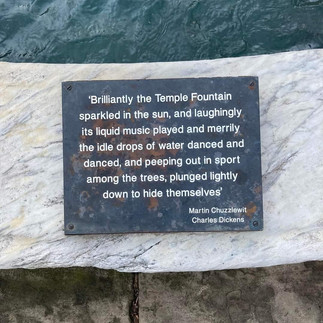 'Brilliantly the Temple Fountain
sparkled in the sun, and laughingly
its liquid music played and merrily
the idle drops of water danced and
danced, and peeping out in sport
among the trees, plunged lightly
down to hide themselves'
Martin Chuzzlewit
Charles Dickens